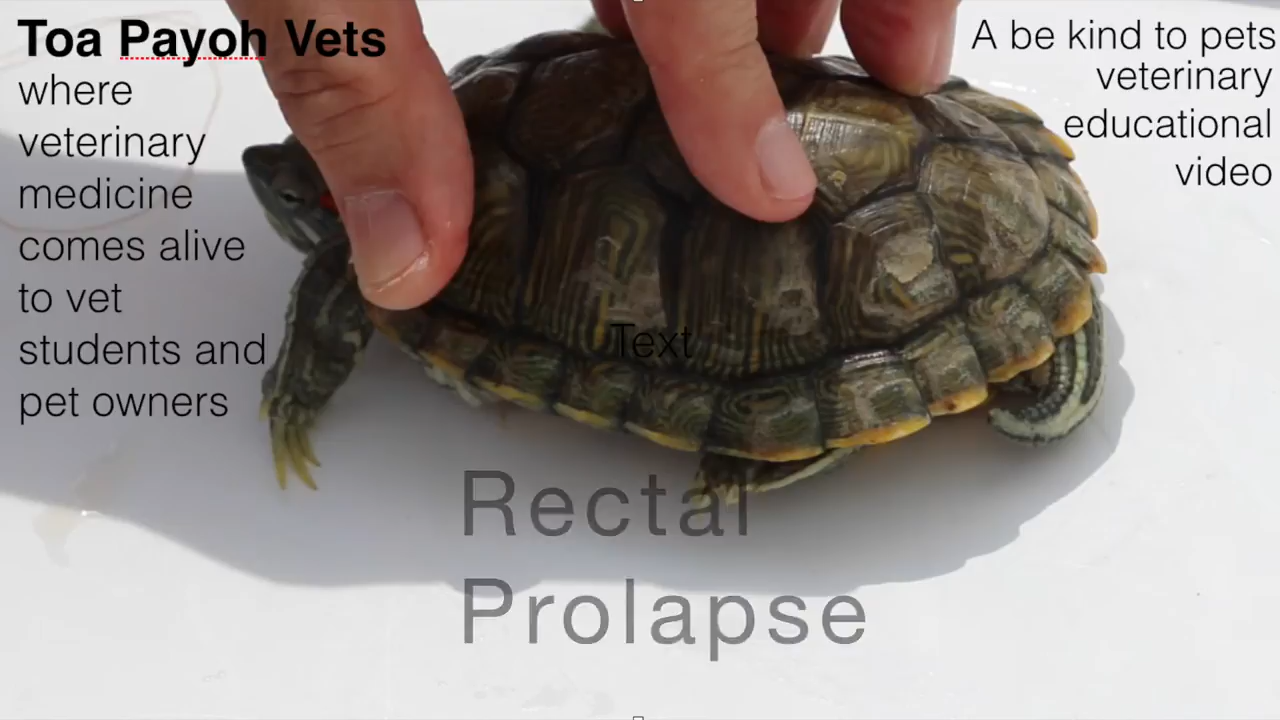 Toa Payoh Vets
where
veterinary
medicine
comes alive
to vet
students and
pet owners
A be kind to pets
veterinary
educational
video
Text
Rectal
Prolapse